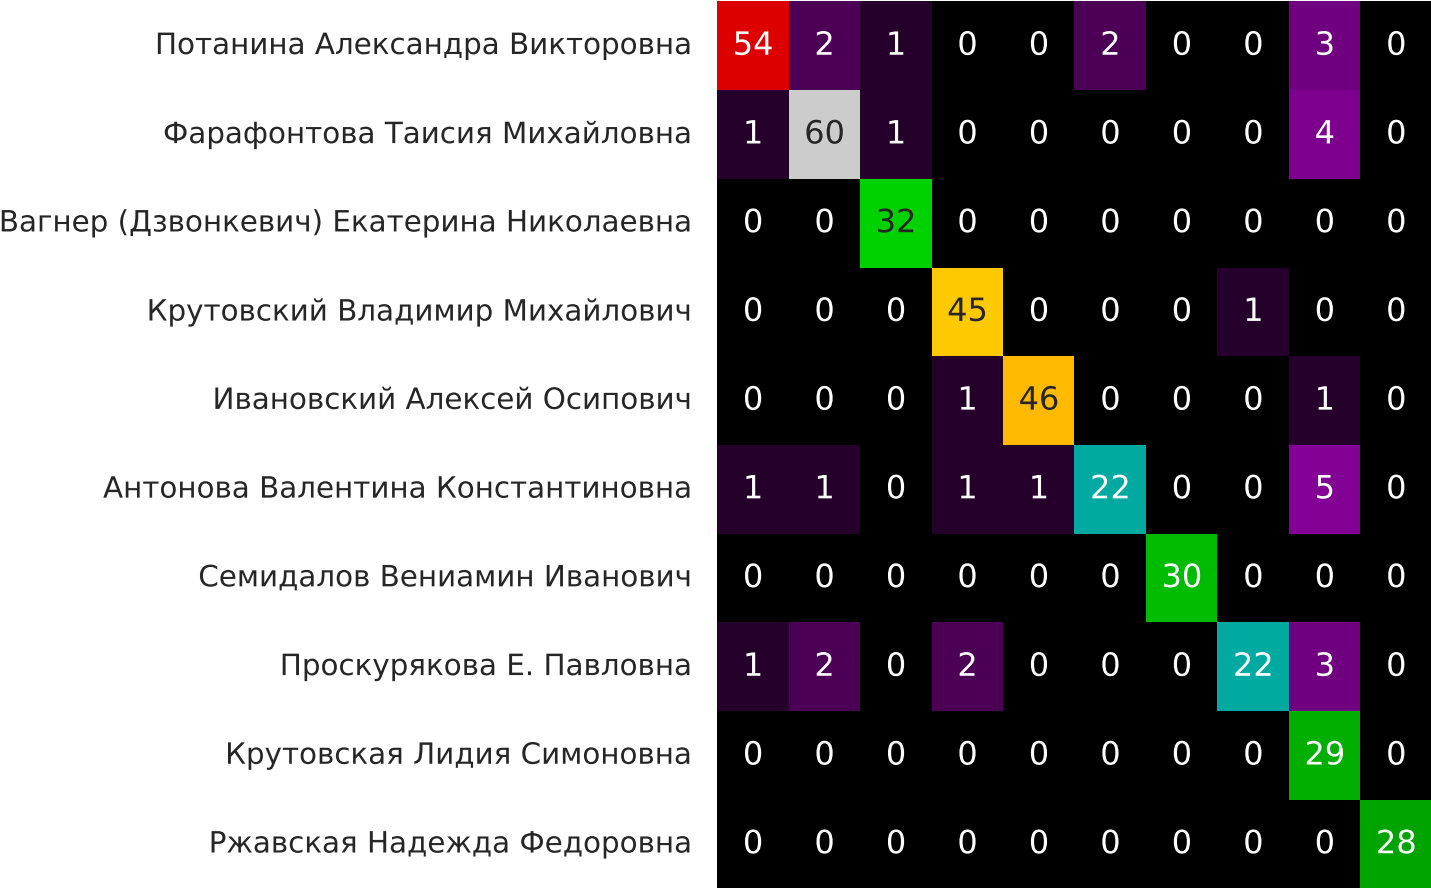 Потанина Александра Викторовна 54 2 1 0 0 2 0 0 3 0
Фарафонтова Таисия Михайловна 1 60 1 0 0 0 0 0 4 0
Вагнер (Дзвонкевич) Екатерина Николаевна 0 0 32 0 0 0 0 0 0 0
Крутовский Владимир Михайлович 0 0 0 45 0 0 0 1 0 0
Ивановский Алексей Осипович 0 0 0 1 46 0 0 0 1 0
Антонова Валентина Константиновна 1 1 0 1 1 22 0 0 5 0
Семидалов Вениамин Иванович 0 0 0 0 0 0 30 0 0 0
Проскурякова Е. Павловна 1 2 0 2 0 0 0 22 3 0
Крутовская Лидия Симоновна 0 0 0 0 0 0 0 0 29 0
Ржавская Надежда Федоровна 0 0 0 0 0 0 0 0 0 28